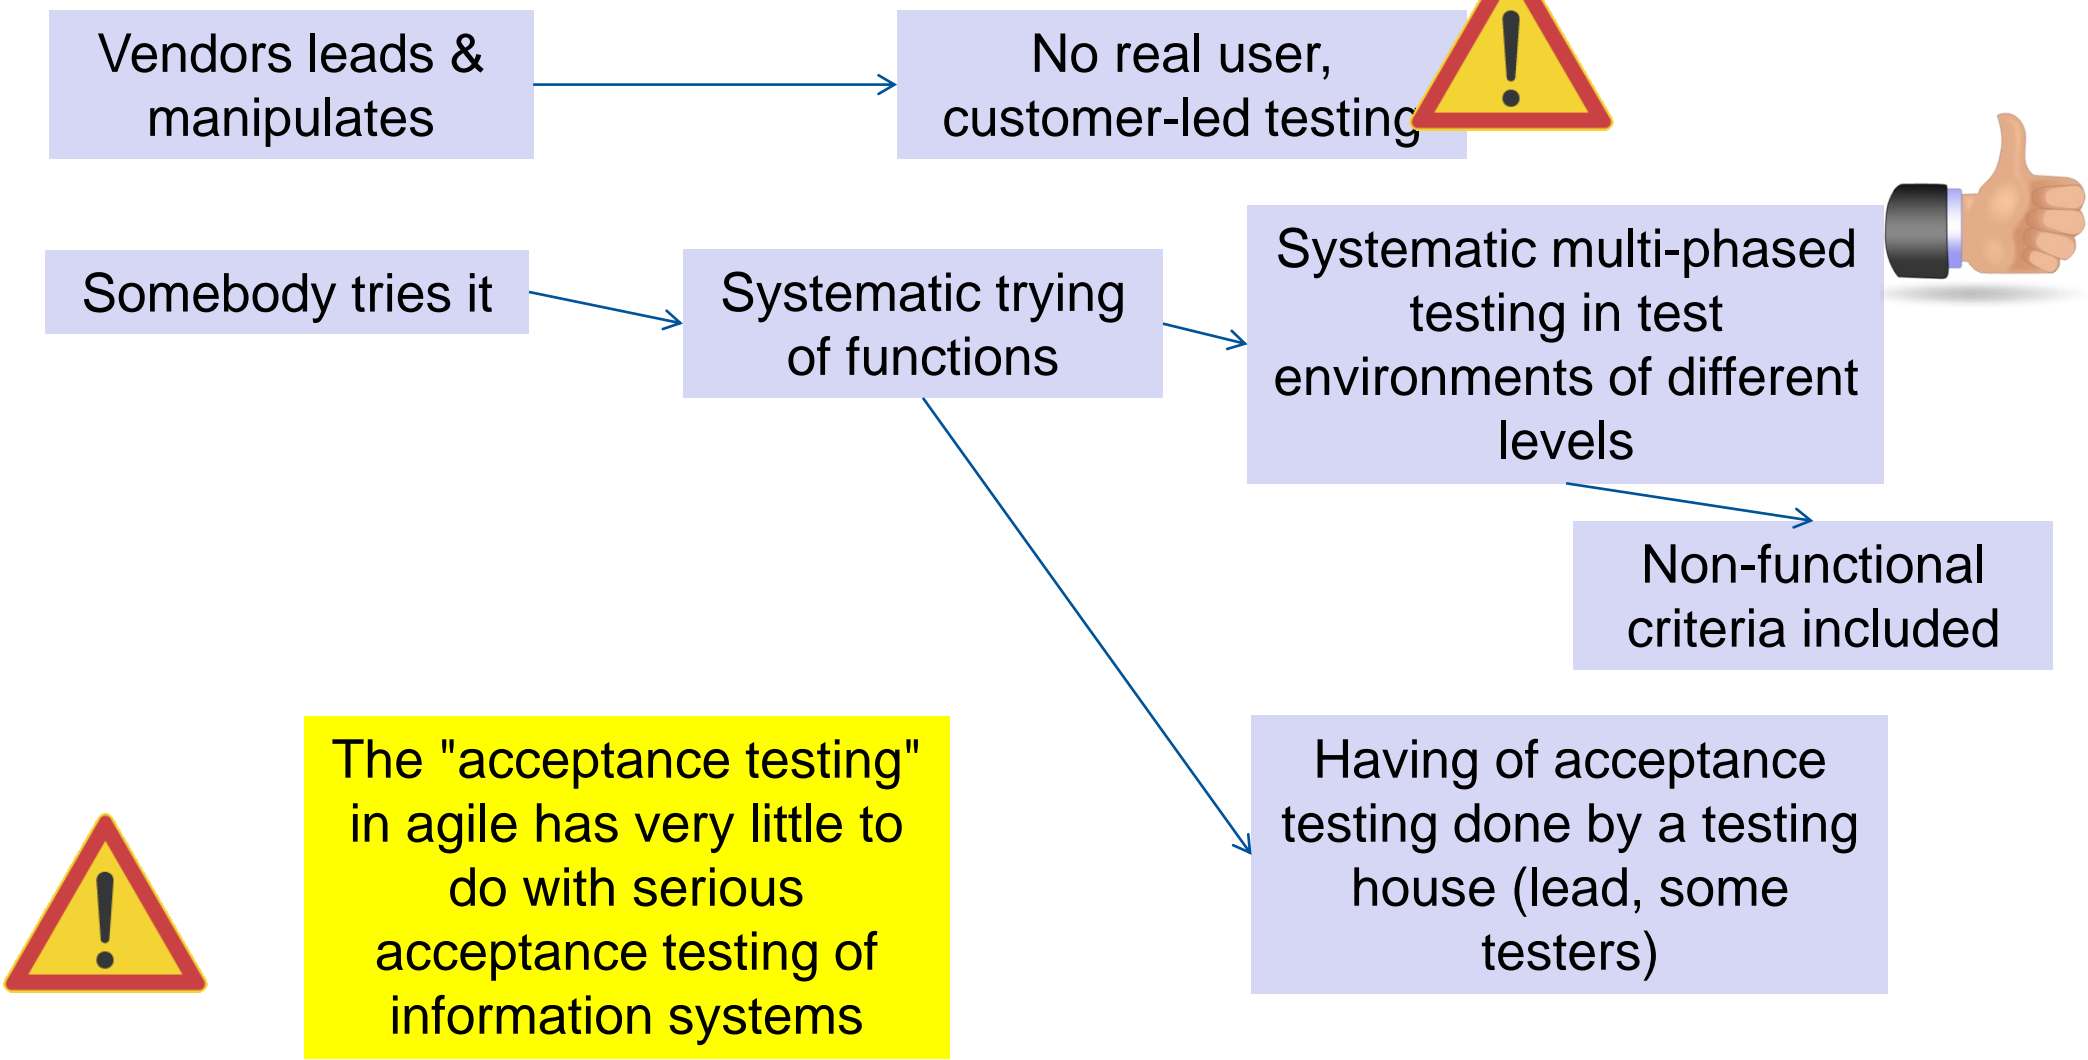 Vendors leads &
manipulates
No real user,
customer-led testing
Somebody tries it
Systematic trying
of functions
Systematic multi-phased
testing in test
environments of different
levels
Non-functional
criteria included
The "acceptance testing"
in agile has very little to
do with serious
acceptance testing of
information systems
Having of acceptance
testing done by a testing
house (lead, some
testers)